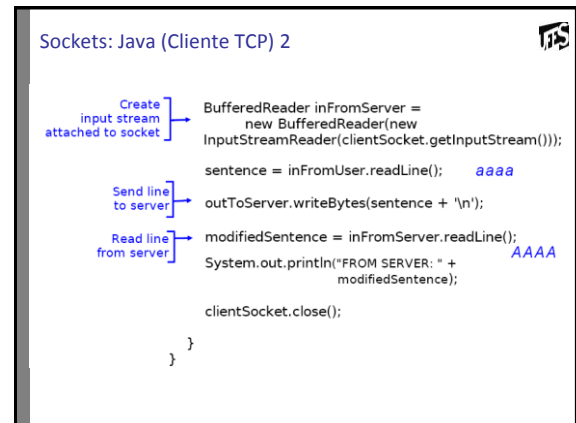 Sockets: Java (Cliente TCP) 2
UFES
Create
input stream
attached to socket
BufferedReader inFromServer =
new BufferedReader(new
InputStreamReader(clientSocket.getInputStream()));
sentence = inFromUser.readLine();
aaaa
Send line
to server
outToServer.writeBytes(sentence + '\n');
Read line
from server
modifiedSentence = inFromServer.readLine();
AAAA
System.out.println("FROM SERVER: " +
modifiedSentence);
clientSocket.close();
}
}